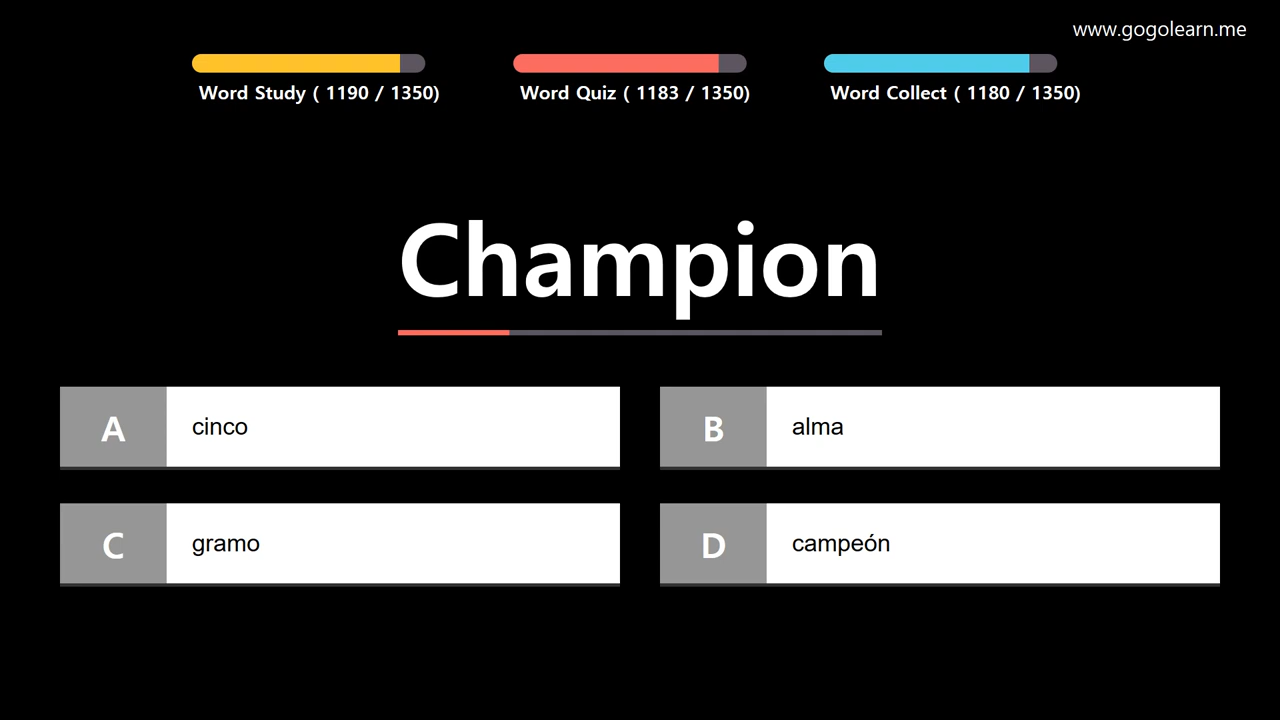 www.gogolearn.me
Word Study ( 1190 / 1350)
Word Quiz ( 1183 / 1350)
Word Collect ( 1180 / 1350)
Champion
A cinco
B alma
C gramo
D campeón